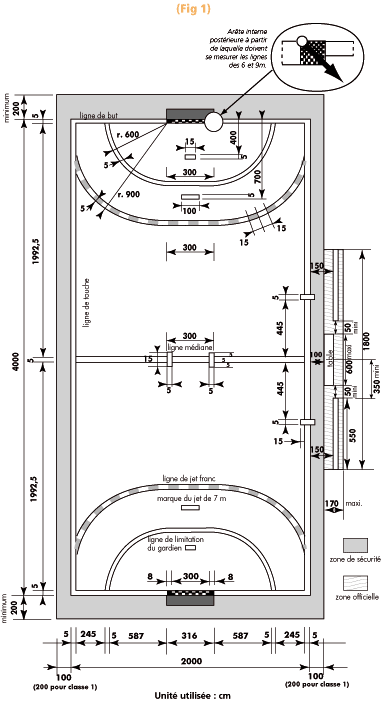 (Fig 1)
Arête interne
postérieure à partir
de laquelle doivent
se mesurer les lignes
des 6 et 9m.
minimum
200
5
ligne de but
r. 600
15
400
5
5
300
700
r. 900
5
5
100
15
15
300
1992,5
ligne de touche
150
5
445
50
mini
1800
4000
5
300
ligne médiane
15
5
5
5
5
100
table
600
maxi
350
mini
445
50
mini
5
550
15
150
1992,5
ligne de jet franc
marque du jet de 7 m
170
maxi.
ligne de limitation
du gardien
zone de sécurité
8
300
8
5
zone officielle
minimum
200
5
245
5
587
316
587
5
245
5
100
2000
100
(200 pour classe 1)
(200 pour classe 1)
Unité utilisée : cm